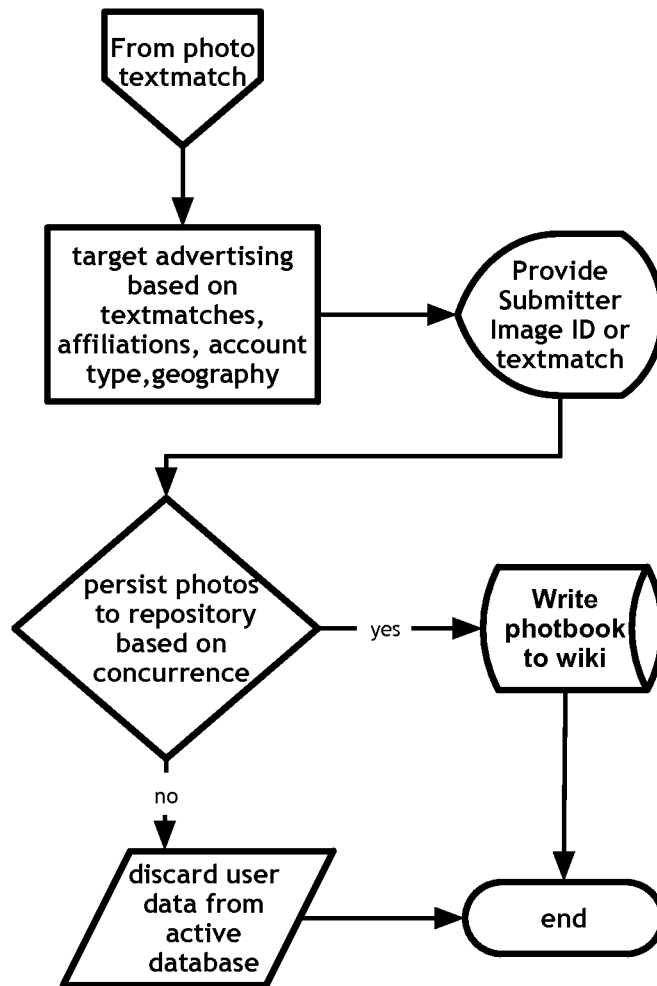 From photo
textmatch
target advertising
based on
textmatches,
affiliations, account
type,geography
Provide
Submitter
Image ID or
textmatch
persist photos
to repository
based on
concurrence
yes
Write
photbook
to wiki
no
discard user
data from
active
database
end